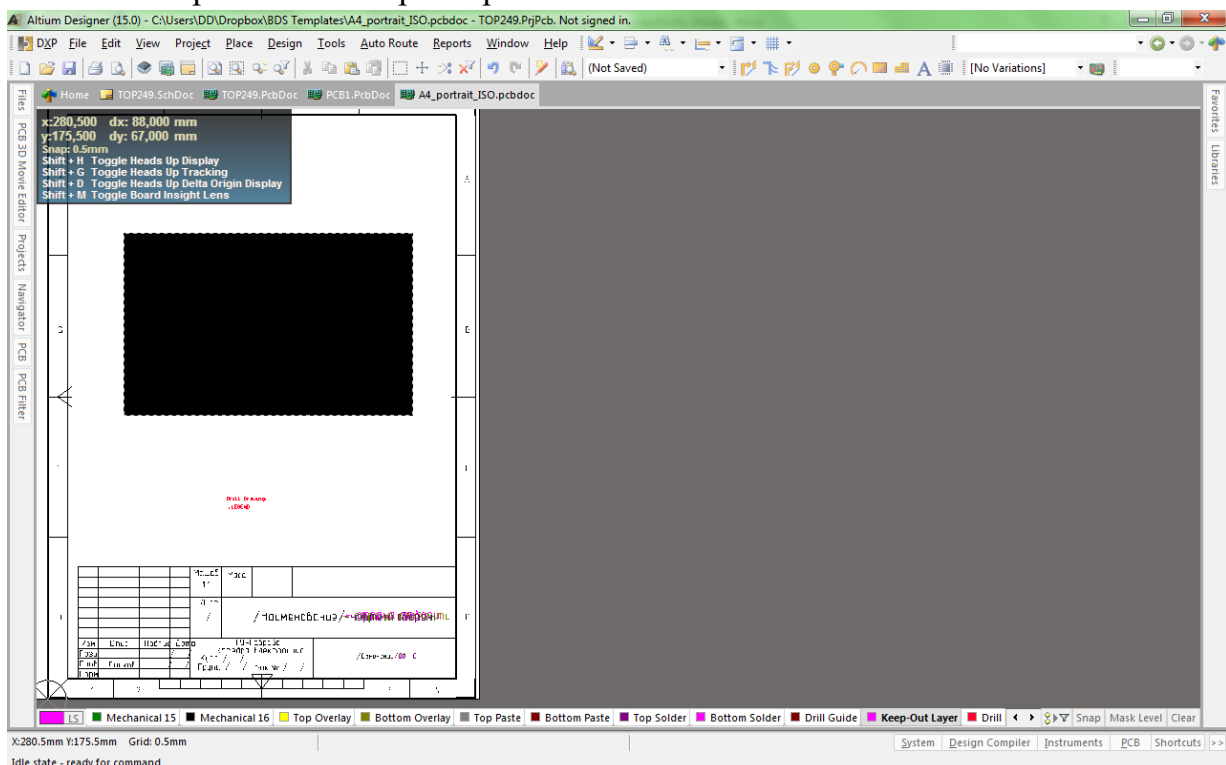 Altium Designer (15.0) - C:\Users\DD\Dropbox\BDS Templates\A4_portrait_ISO.pcbdoc - TOP249.PrjPcb. Not signed in.
DXP File Edit View Project Place Design Tools Auto Route Reports Window Help
(Not Saved) [No Variations]
Home TOP249.SchDoc TOP249.PcbDoc PCB1.PcbDoc A4_portrait_ISO.pcbdoc
Files
PCB 3D Movie Editor
Projects
Navigator
PCB
PCB Filter
Favorites
Libraries
x:280,500 dx: 88,000 mm
y:175,500 dy: 67,000 mm
Snap: 0.5mm
Shift + H Toggle Heads Up Display
Shift + G Toggle Heads Up Tracking
Shift + D Toggle Heads Up Delta Origin Display
Shift + M Toggle Board Insight Lens
LS Mechanical 15 Mechanical 16 Top Overlay Bottom Overlay Top Paste Bottom Paste Top Solder Bottom Solder Drill Guide Keep-Out Layer Drill Snap Mask Level Clear
X:280.5mm Y:175.5mm Grid: 0.5mm System Design Compiler Instruments PCB Shortcuts >>
Idle state - ready for command